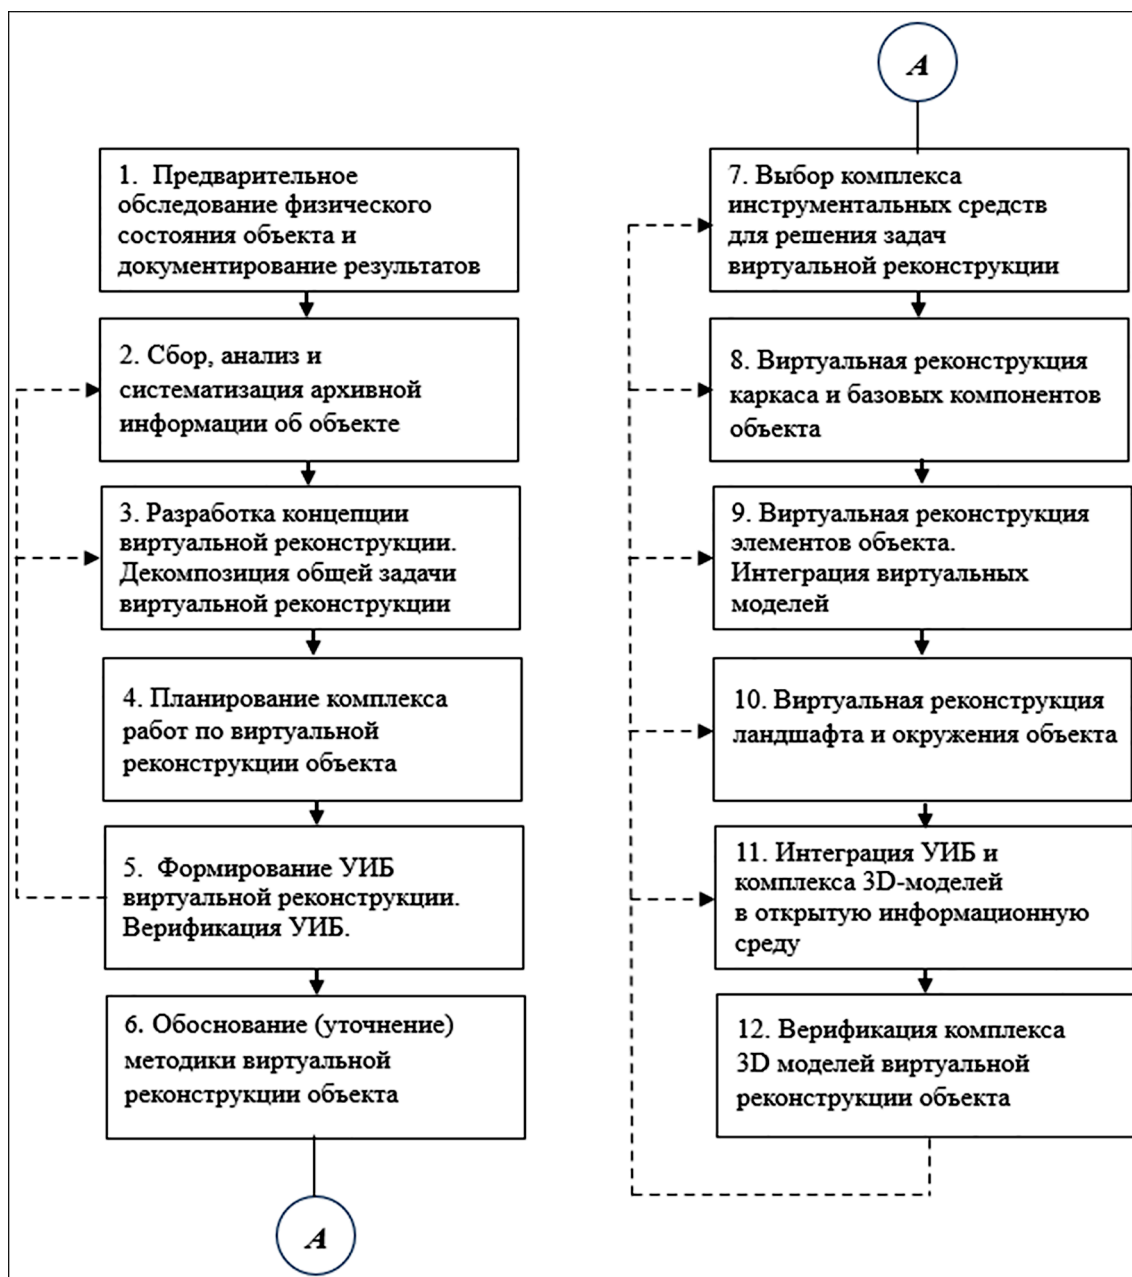 1. Предварительное
обследование физического
состояния объекта и
документирование результатов
2. Сбор, анализ и
систематизация архивной
информации об объекте
3. Разработка концепции
виртуальной реконструкции.
Декомпозиция общей задачи
виртуальной реконструкции
4. Планирование комплекса
работ по виртуальной
реконструкции объекта
5. Формирование УИБ
виртуальной реконструкции.
Верификация УИБ.
6. Обоснование (уточнение)
методики виртуальной
реконструкции объекта
А
А
7. Выбор комплекса
инструментальных средств
для решения задач
виртуальной реконструкции
8. Виртуальная реконструкция
каркаса и базовых компонентов
объекта
9. Виртуальная реконструкция
элементов объекта.
Интеграция виртуальных
моделей
10. Виртуальная реконструкция
ландшафта и окружения объекта
11. Интеграция УИБ и
комплекса 3D-моделей
в открытую информационную
среду
12. Верификация комплекса
3D моделей виртуальной
реконструкции объекта